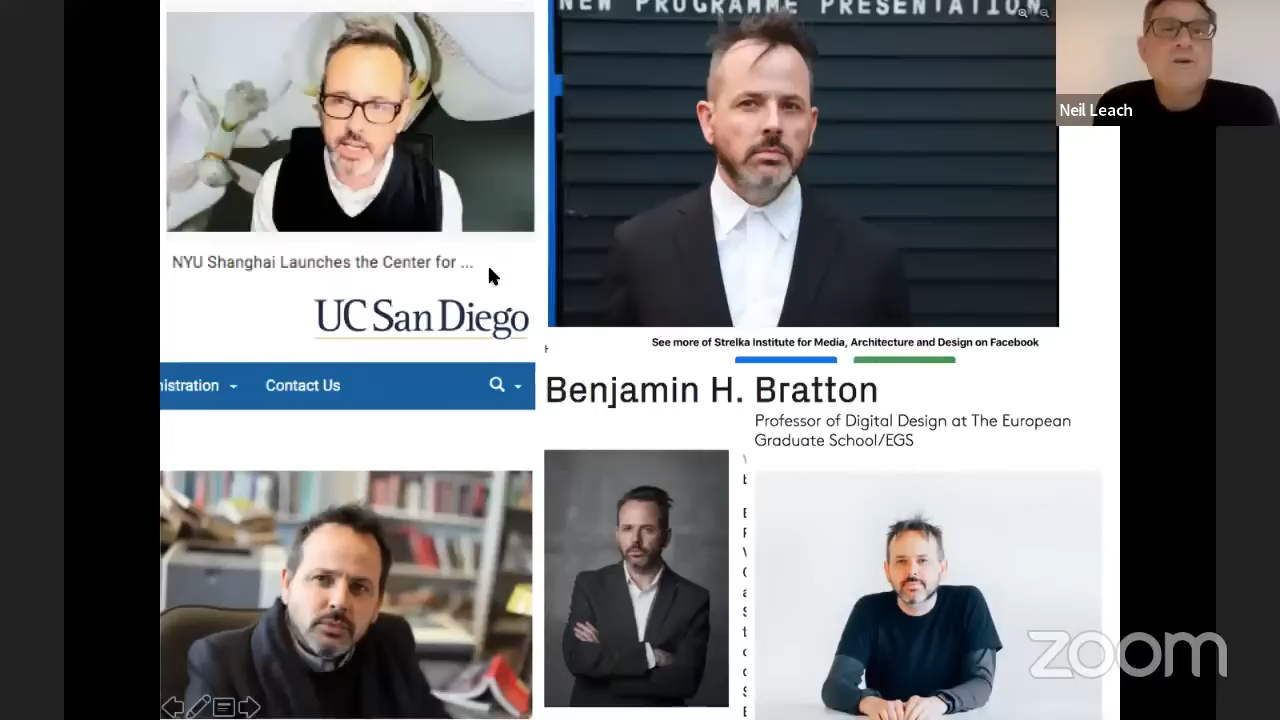 NEW PROGRAMME PRESENTATION
Neil Leach
NYU Shanghai Launches the Center for ...
UC San Diego
See more of Strelka Institute for Media, Architecture and Design on Facebook
nistration
Contact Us
Benjamin H. Bratton
Professor of Digital Design at The European
Graduate School/EGS
zoom